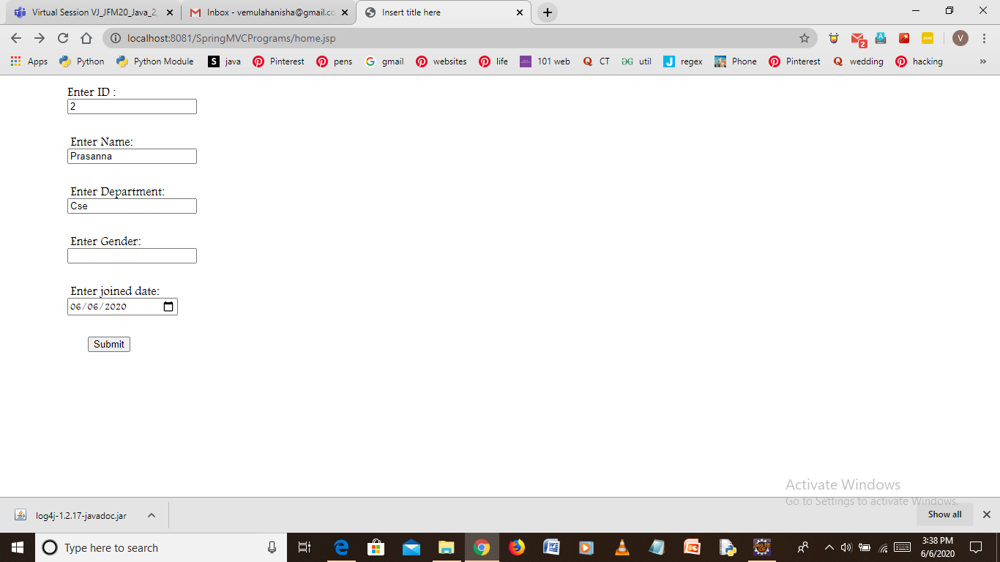 Virtual Session VJ_JFM20_Java_2_
Inbox - vemulahanisha@gmail.co
Insert title here
localhost:8081/SpringMVCPrograms/home.jsp
2
V
Apps Python Python Module S java Pinterest pens gmail websites life 101 web Q CT util J regex Phone Pinterest Q wedding hacking »
Enter ID :
2
Enter Name:
Prasanna
Enter Department:
Cse
Enter Gender:
Enter joined date:
06/06/2020
Submit
Activate Windows
Go to Settings to activate Windows.
log4j-1.2.17-javadoc.jar
Show all
Type here to search
3:38 PM
6/6/2020